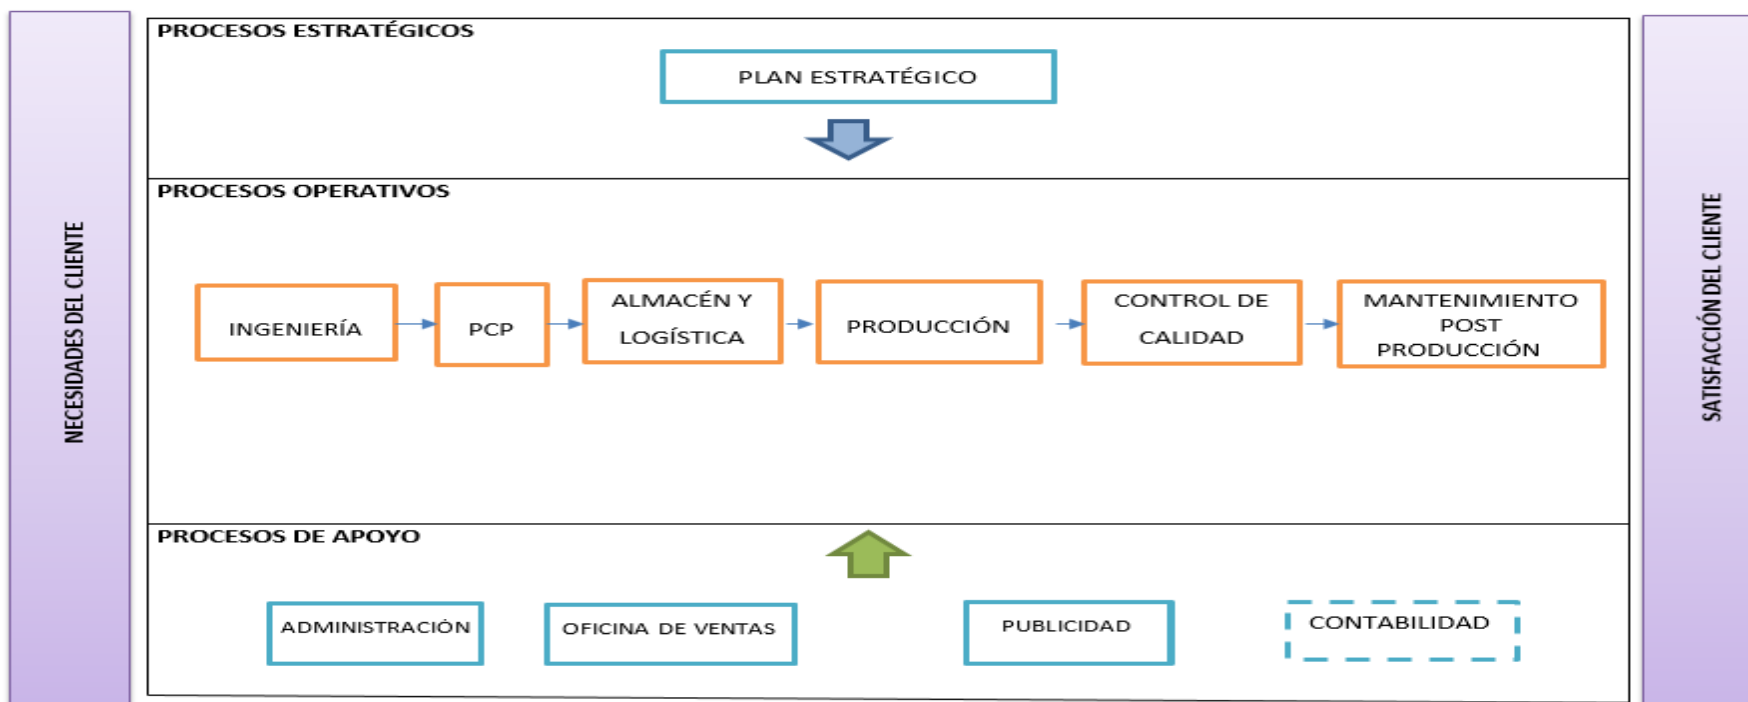 NECESIDADES DEL CLIENTE
PROCESOS ESTRATÉGICOS
PLAN ESTRATÉGICO
PROCESOS OPERATIVOS
INGENIERÍA
PCP
ALMACÉN Y
LOGÍSTICA
PRODUCCIÓN
CONTROL DE
CALIDAD
MANTENIMIENTO
POST
PRODUCCIÓN
PROCESOS DE APOYO
ADMINISTRACIÓN
OFICINA DE VENTAS
PUBLICIDAD
CONTABILIDAD
SATISFACCIÓN DEL CLIENTE